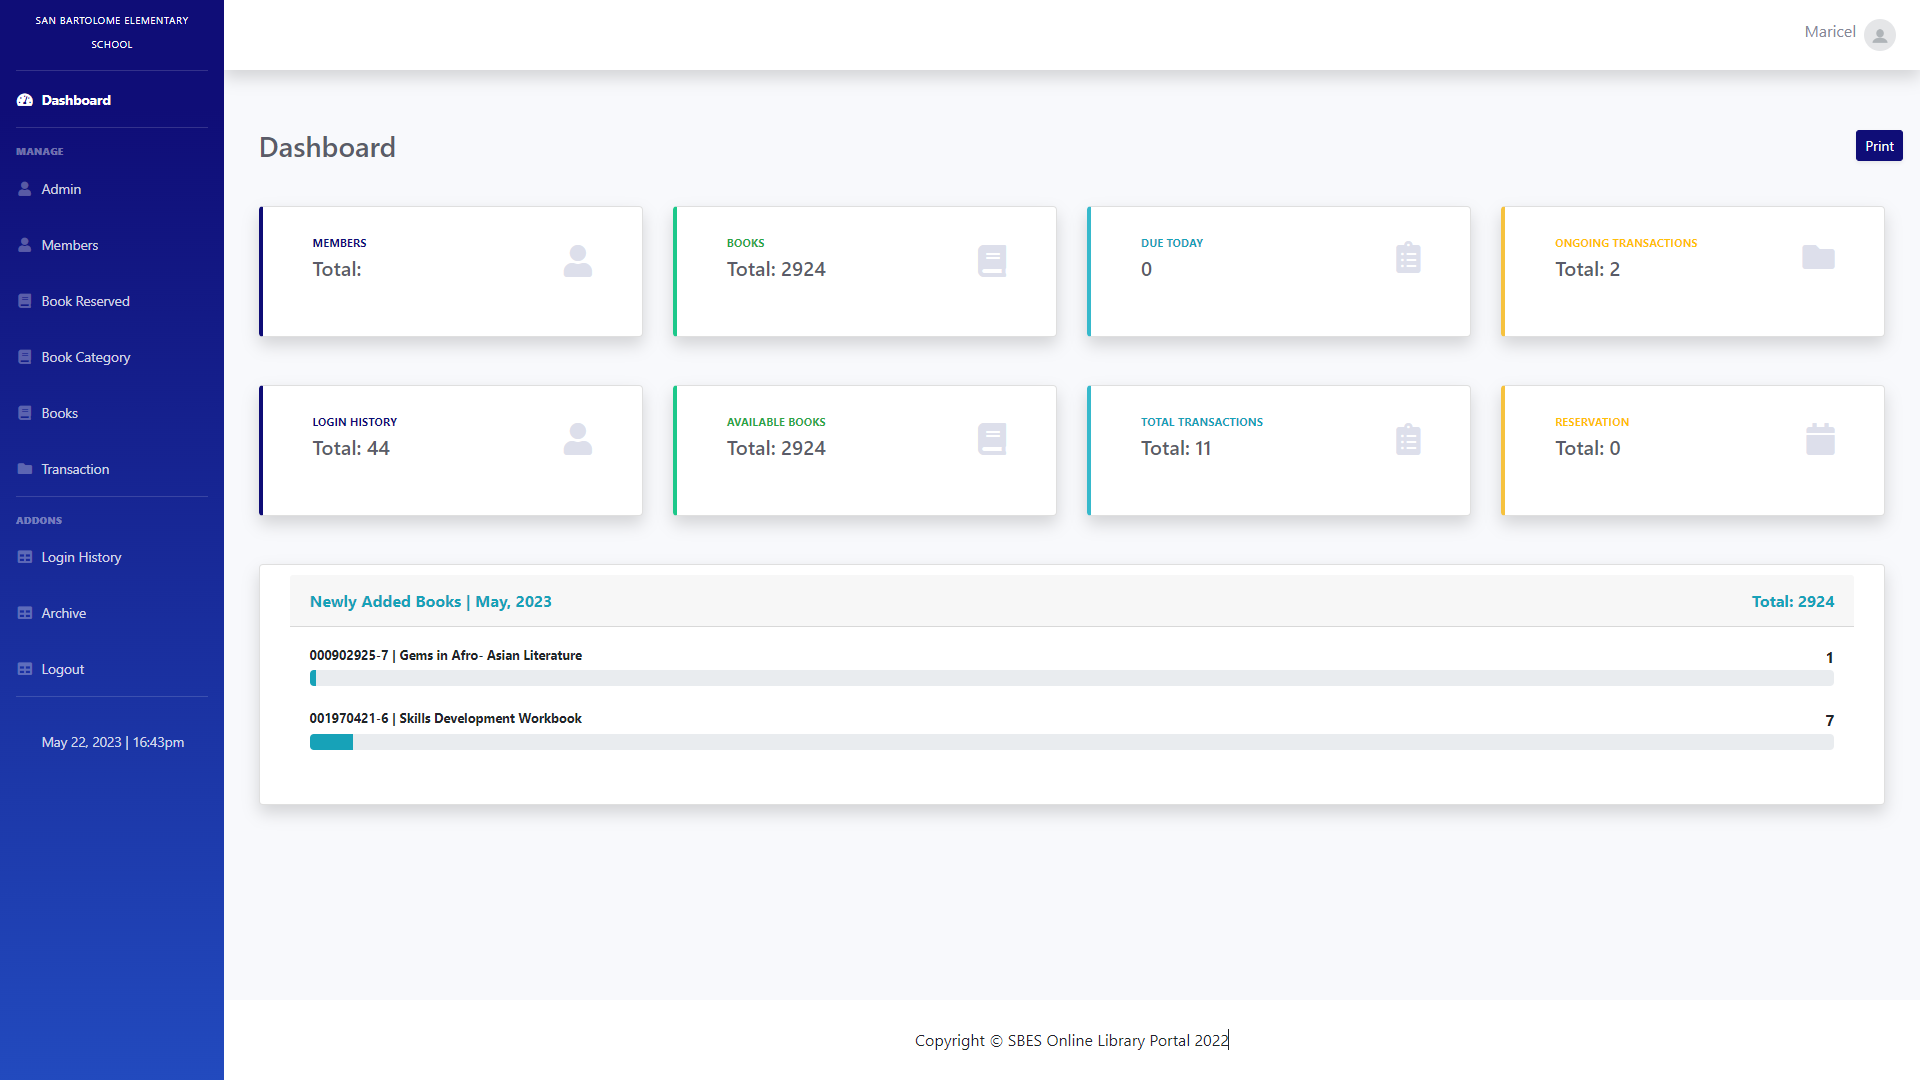 SAN BARTOLOME ELEMENTARY
SCHOOL
Dashboard
MANAGE
Admin
Members
Book Reserved
Book Category
Books
Transaction
ADDONS
Login History
Archive
Logout
May 22, 2023 | 16:43pm
Maricel
Dashboard
Print
MEMBERS
Total:
BOOKS
Total: 2924
DUE TODAY
0
ONGOING TRANSACTIONS
Total: 2
LOGIN HISTORY
Total: 44
AVAILABLE BOOKS
Total: 2924
TOTAL TRANSACTIONS
Total: 11
RESERVATION
Total: 0
Newly Added Books | May, 2023
Total: 2924
000902925-7 | Gems in Afro- Asian Literature
1
001970421-6 | Skills Development Workbook
7
Copyright © SBES Online Library Portal 2022